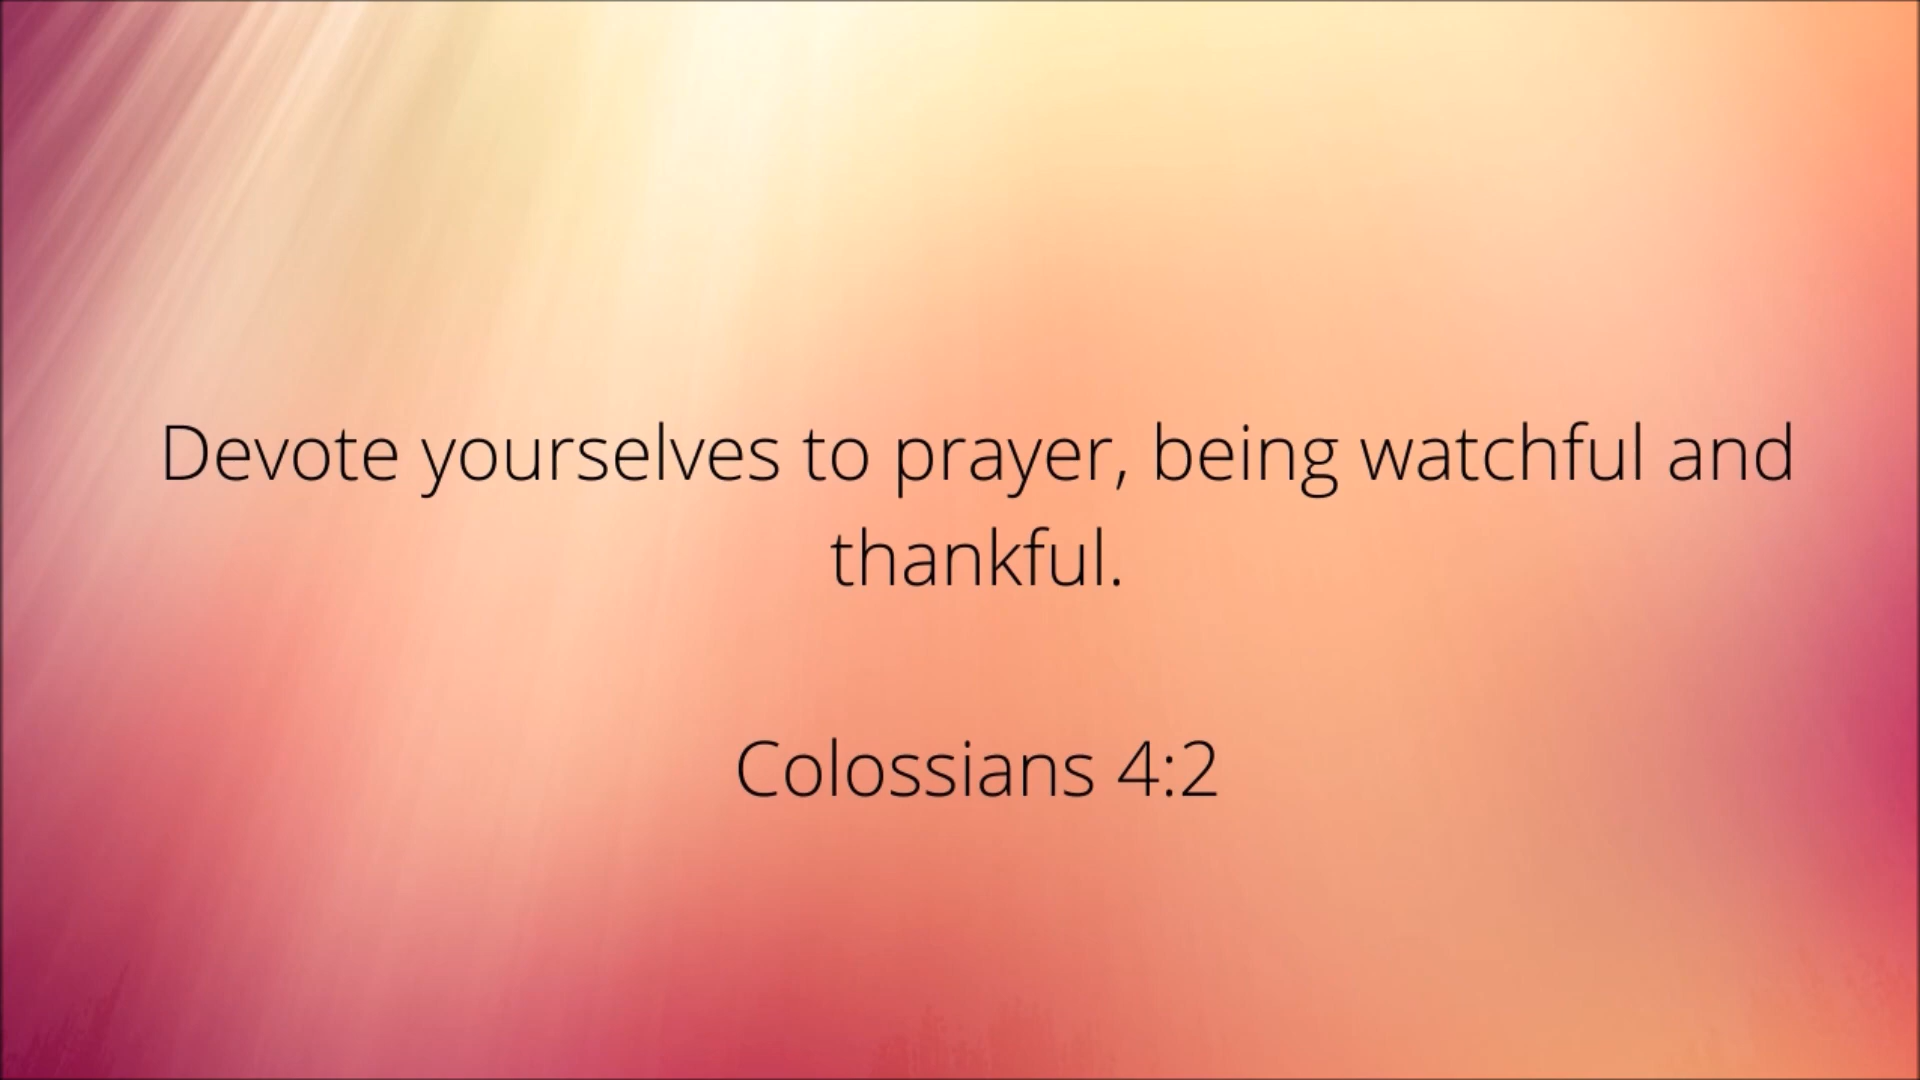 Devote yourselves to prayer, being watchful and
thankful.
Colossians 4:2